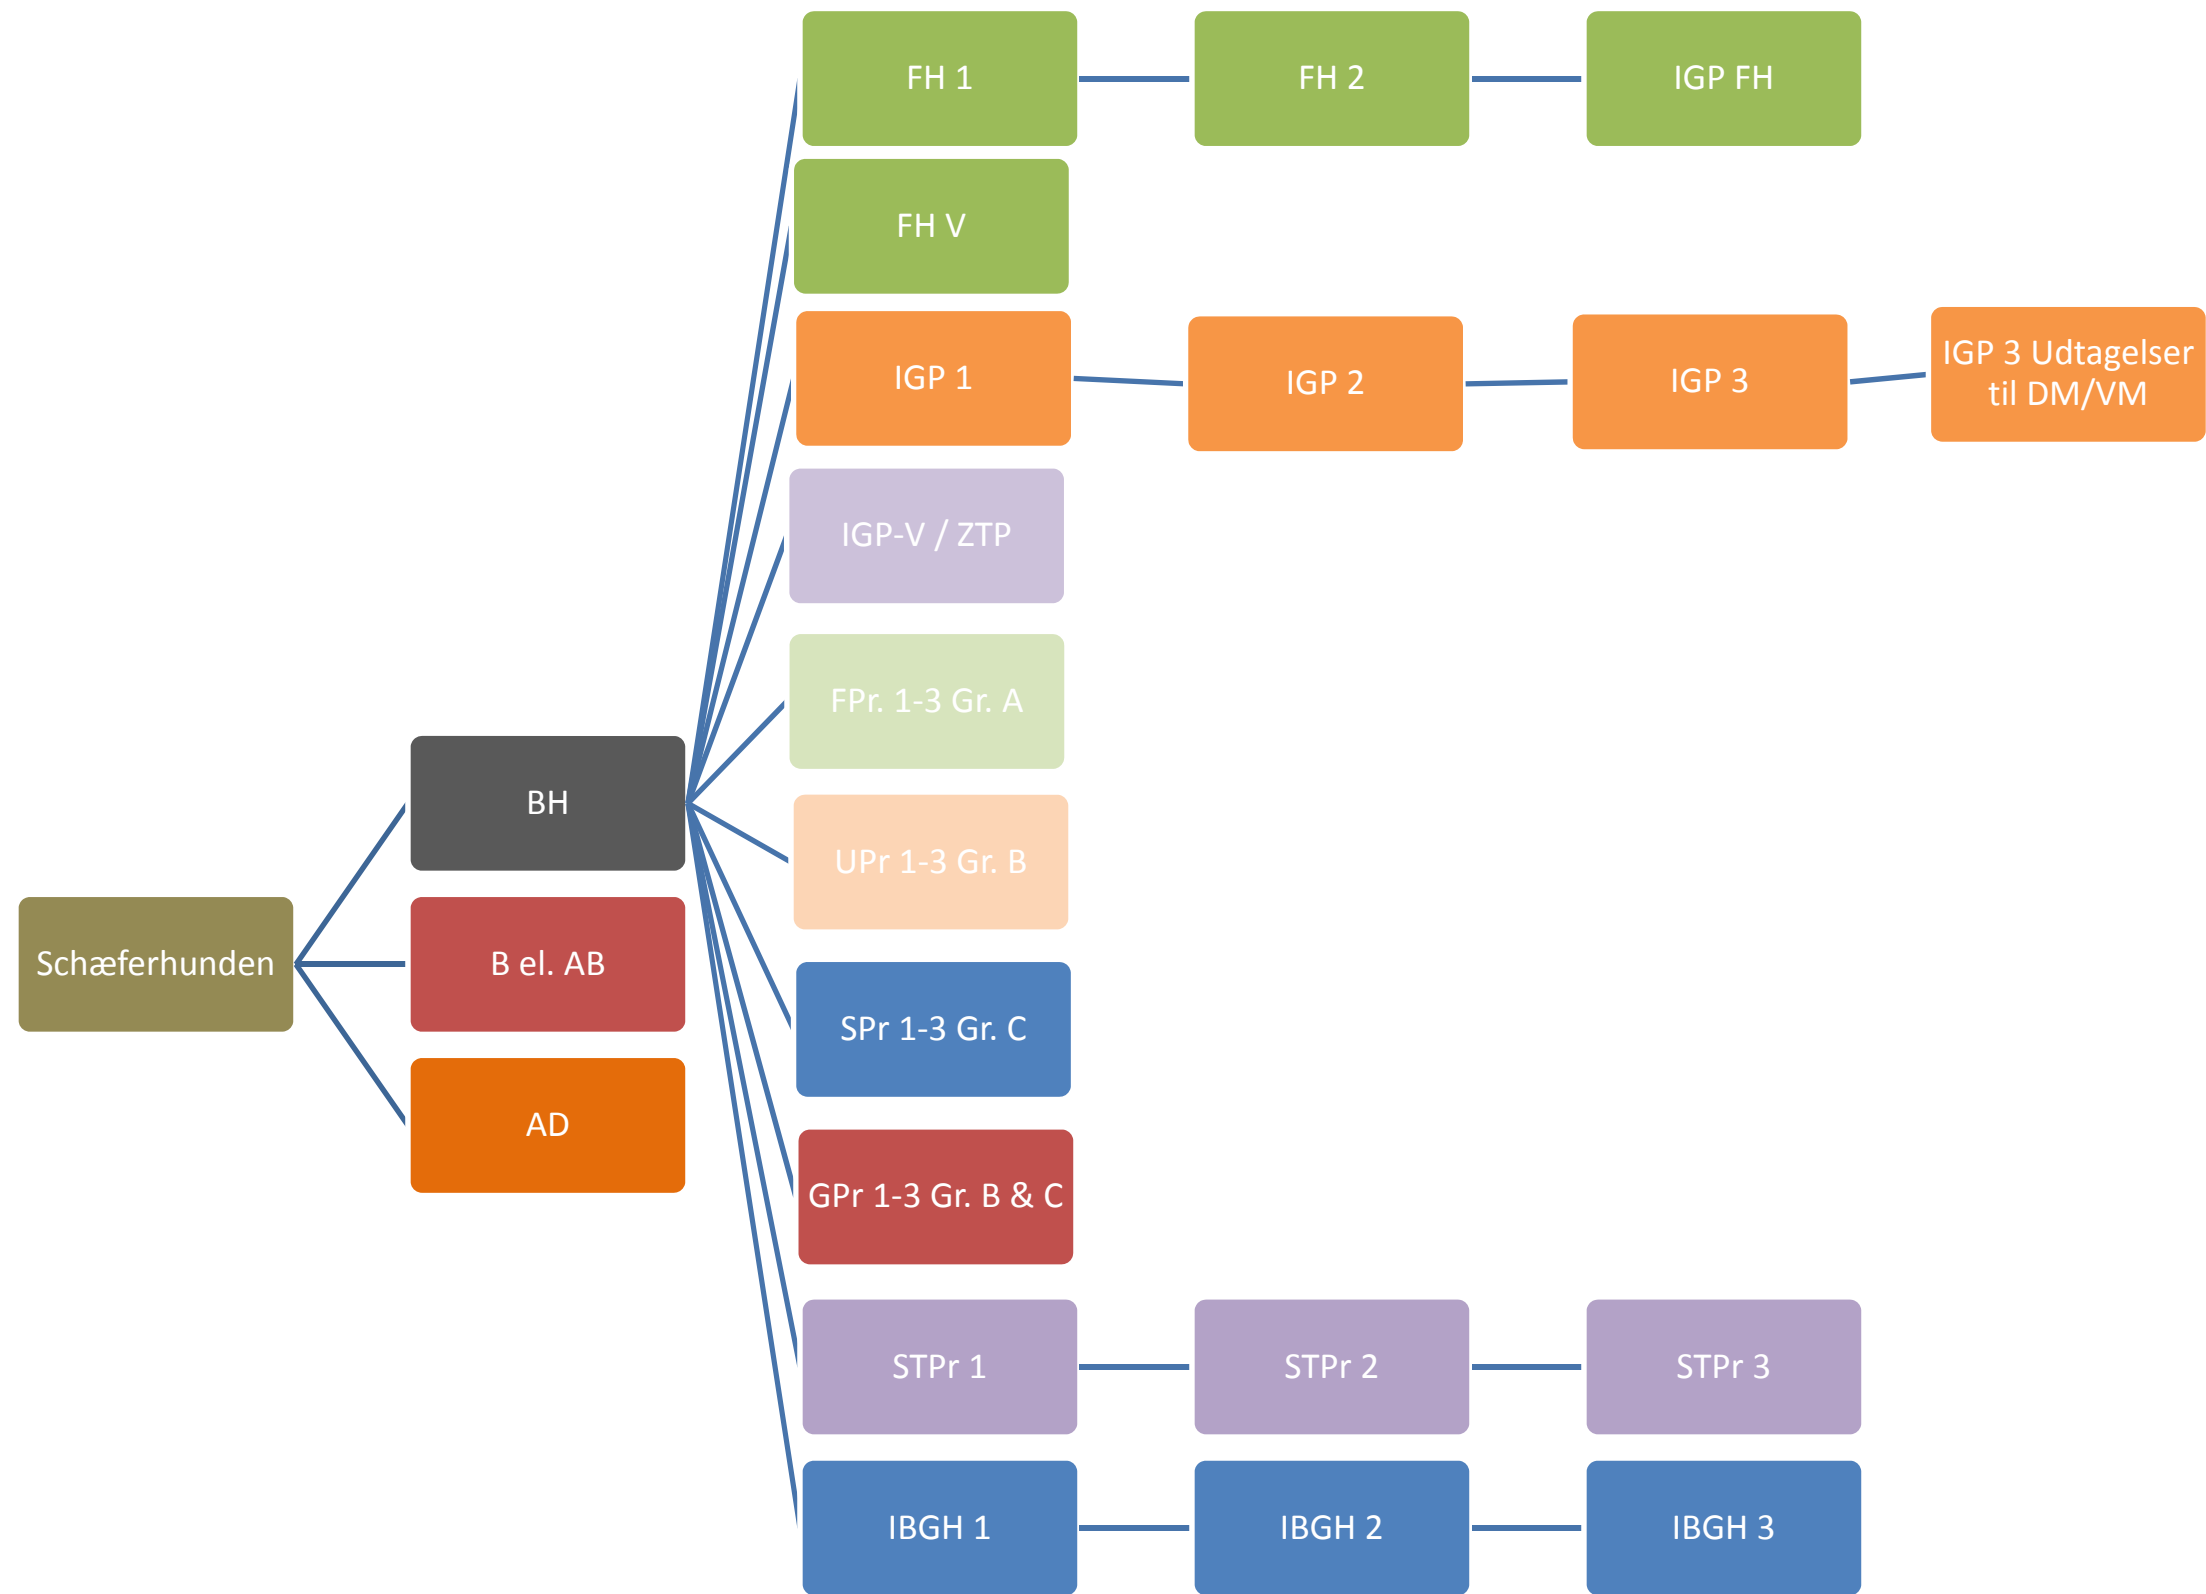 FH 1
FH 2
IGP FH
FH V
IGP 1
IGP 2
IGP 3
IGP 3 Udtagelser
til DM/VM
IGP-V / ZTP
FPr. 1-3 Gr. A
BH
UPr 1-3 Gr. B
Schæferhunden
B el. AB
SPr 1-3 Gr. C
AD
GPr 1-3 Gr. B & C
STPr 1
STPr 2
STPr 3
IBGH 1
IBGH 2
IBGH 3